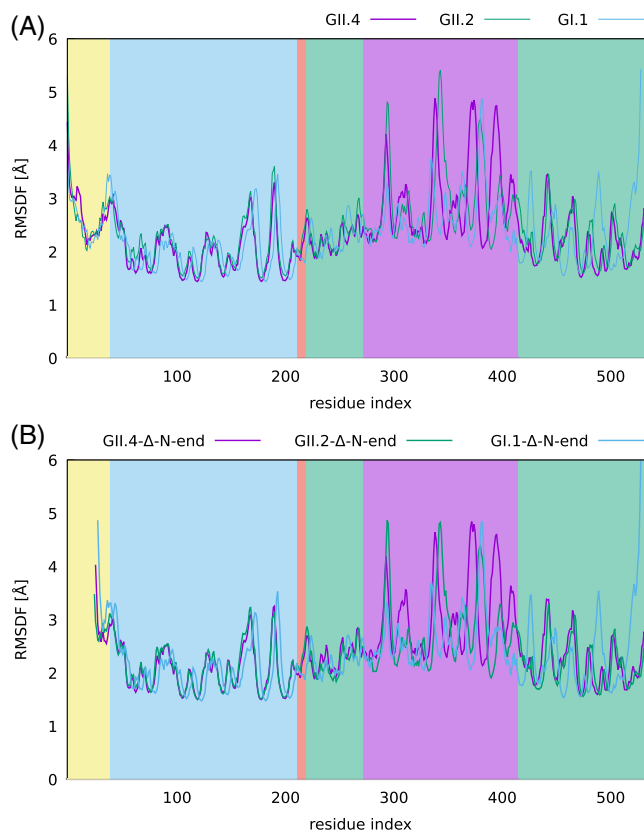 (A)
GII.4 GII.2 GI.1
6
5
4
3
2
1
0
RMSDF [Å]
100 200 300 400 500
residue index
(B)
GII.4-Δ-N-end GII.2-Δ-N-end GI.1-Δ-N-end
6
5
4
3
2
1
0
RMSDF [Å]
100 200 300 400 500
residue index